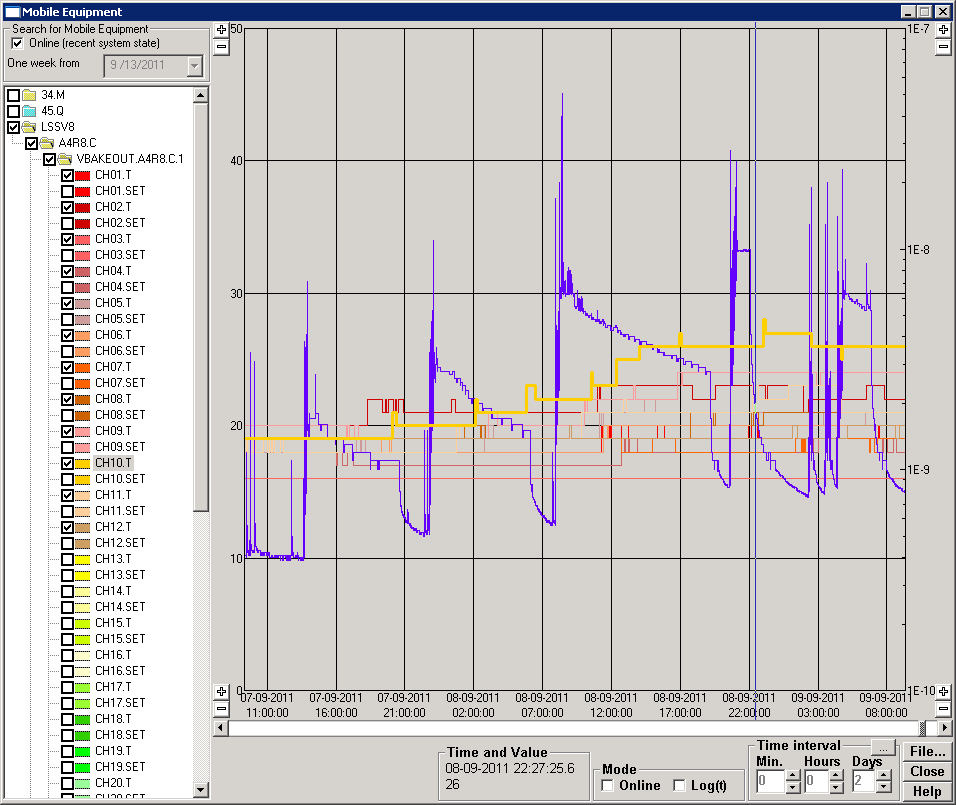 Mobile Equipment
Search for Mobile Equipment
Online (recent system state)
One week from
9 /13/2011
34.M
45.Q
LSSV8
A4R8.C
VBAKEOUT.A4R8.C.1
CH01.T
CH01.SET
CH02.T
CH02.SET
CH03.T
CH03.SET
CH04.T
CH04.SET
CH05.T
CH05.SET
CH06.T
CH06.SET
CH07.T
CH07.SET
CH08.T
CH08.SET
CH09.T
CH09.SET
CH10.T
CH10.SET
CH11.T
CH11.SET
CH12.T
CH12.SET
CH13.T
CH13.SET
CH14.T
CH14.SET
CH15.T
CH15.SET
CH16.T
CH16.SET
CH17.T
CH17.SET
CH18.T
CH18.SET
CH19.T
CH19.SET
CH20.T
CH20.SET
50
40
30
20
10
0
1E-7
1E-8
1E-9
1E-10
07-09-2011 07-09-2011 07-09-2011 08-09-2011 08-09-2011 08-09-2011 08-09-2011 08-09-2011 09-09-2011 09-09-2011
11:00:00 16:00:00 21:00:00 02:00:00 07:00:00 12:00:00 17:00:00 22:00:00 03:00:00 08:00:00
Time and Value
08-09-2011 22:27:25.6
26
Mode
Online Log(t)
Time interval ...
Min. Hours Days
0 0 2
File...
Close
Help